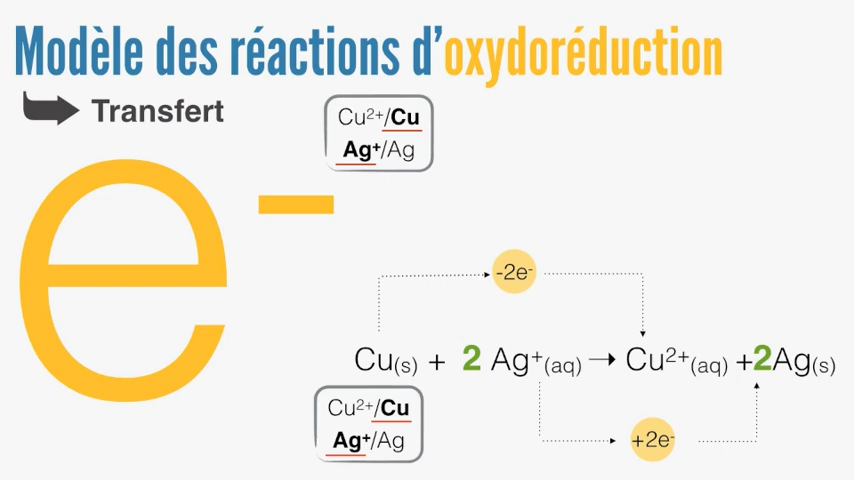 Modèle des réactions d'oxydoréduction
Transfert
Cu²⁺/Cu
Ag⁺/Ag
e⁻
-2e⁻
Cu(s) + 2 Ag⁺(aq) → Cu²⁺(aq) +2Ag(s)
Cu²⁺/Cu
Ag⁺/Ag
+2e⁻